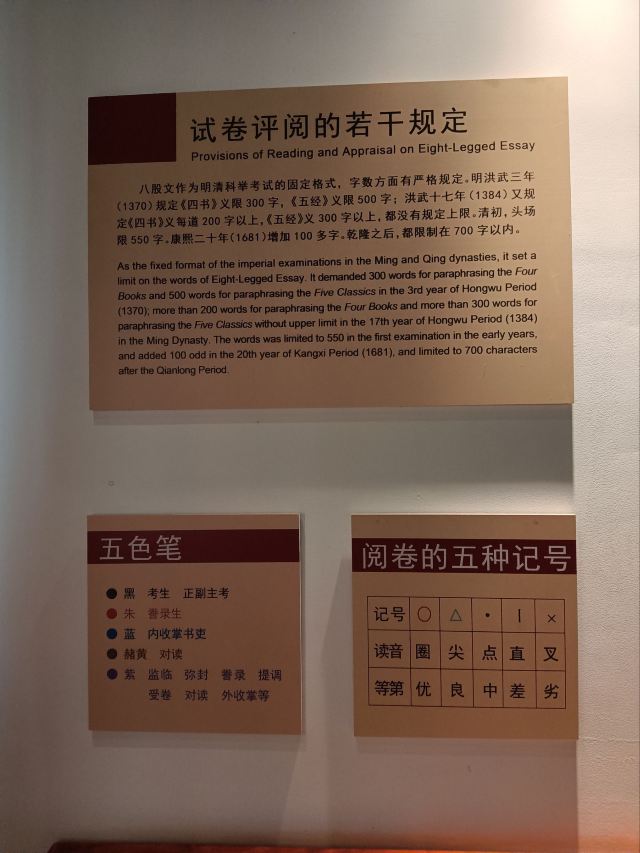 试卷评阅的若干规定
Provisions of Reading and Appraisal on Eight-Legged Essay
八股文作为明清科举考试的固定格式，字数方面有严格规定。明洪武三年
（1370）规定《四书》义限 300 字，《五经》义限 500 字；洪武十七年（1384）又规
定《四书》义每道 200 字以上，《五经》义 300 字以上，都没有规定上限。清初，头场
限 550 字。康熙二十年（1681）增加 100 多字。乾隆之后，都限制在 700 字以内。
As the fixed format of the imperial examinations in the Ming and Qing dynasties, it set a
limit on the words of Eight-Legged Essay. It demanded 300 words for paraphrasing the Four
Books and 500 words for paraphrasing the Five Classics in the 3rd year of Hongwu Period
(1370); more than 200 words for paraphrasing the Four Books and more than 300 words for
paraphrasing the Five Classics without upper limit in the 17th year of Hongwu Period (1384)
in the Ming Dynasty. The words was limited to 550 in the first examination in the early years,
and added 100 odd in the 20th year of Kangxi Period (1681), and limited to 700 characters
after the Qianlong Period.
五色笔
● 黑 考生 正副主考
● 朱 誊录生
● 蓝 内收掌书吏
● 赭黄 对读
● 紫 监临 弥封 誊录 提调
受卷 对读 外收掌等
阅卷的五种记号
记号 ○ △ · 丨 ×
读音 圈 尖 点 直 叉
等第 优 良 中 差 劣